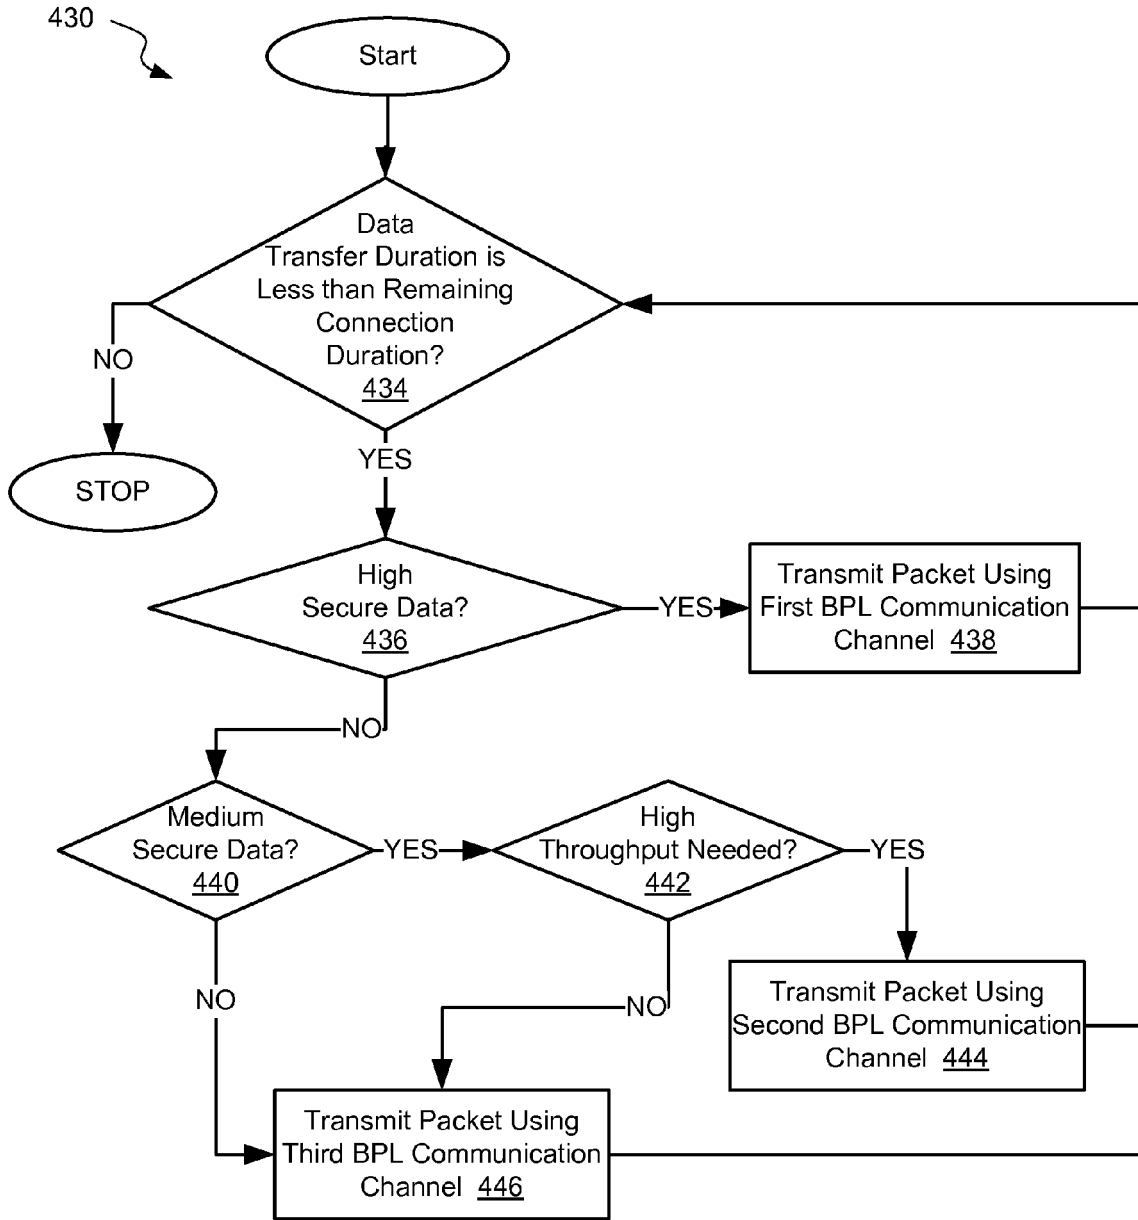 430
Start
Data
Transfer Duration is
Less than Remaining
Connection
Duration?
434
NO
YES
STOP
High
Secure Data?
436
YES
Transmit Packet Using
First BPL Communication
Channel 438
NO
Medium
Secure Data?
440
YES
High
Throughput Needed?
442
YES
NO
NO
Transmit Packet Using
Second BPL Communication
Channel 444
Transmit Packet Using
Third BPL Communication
Channel 446